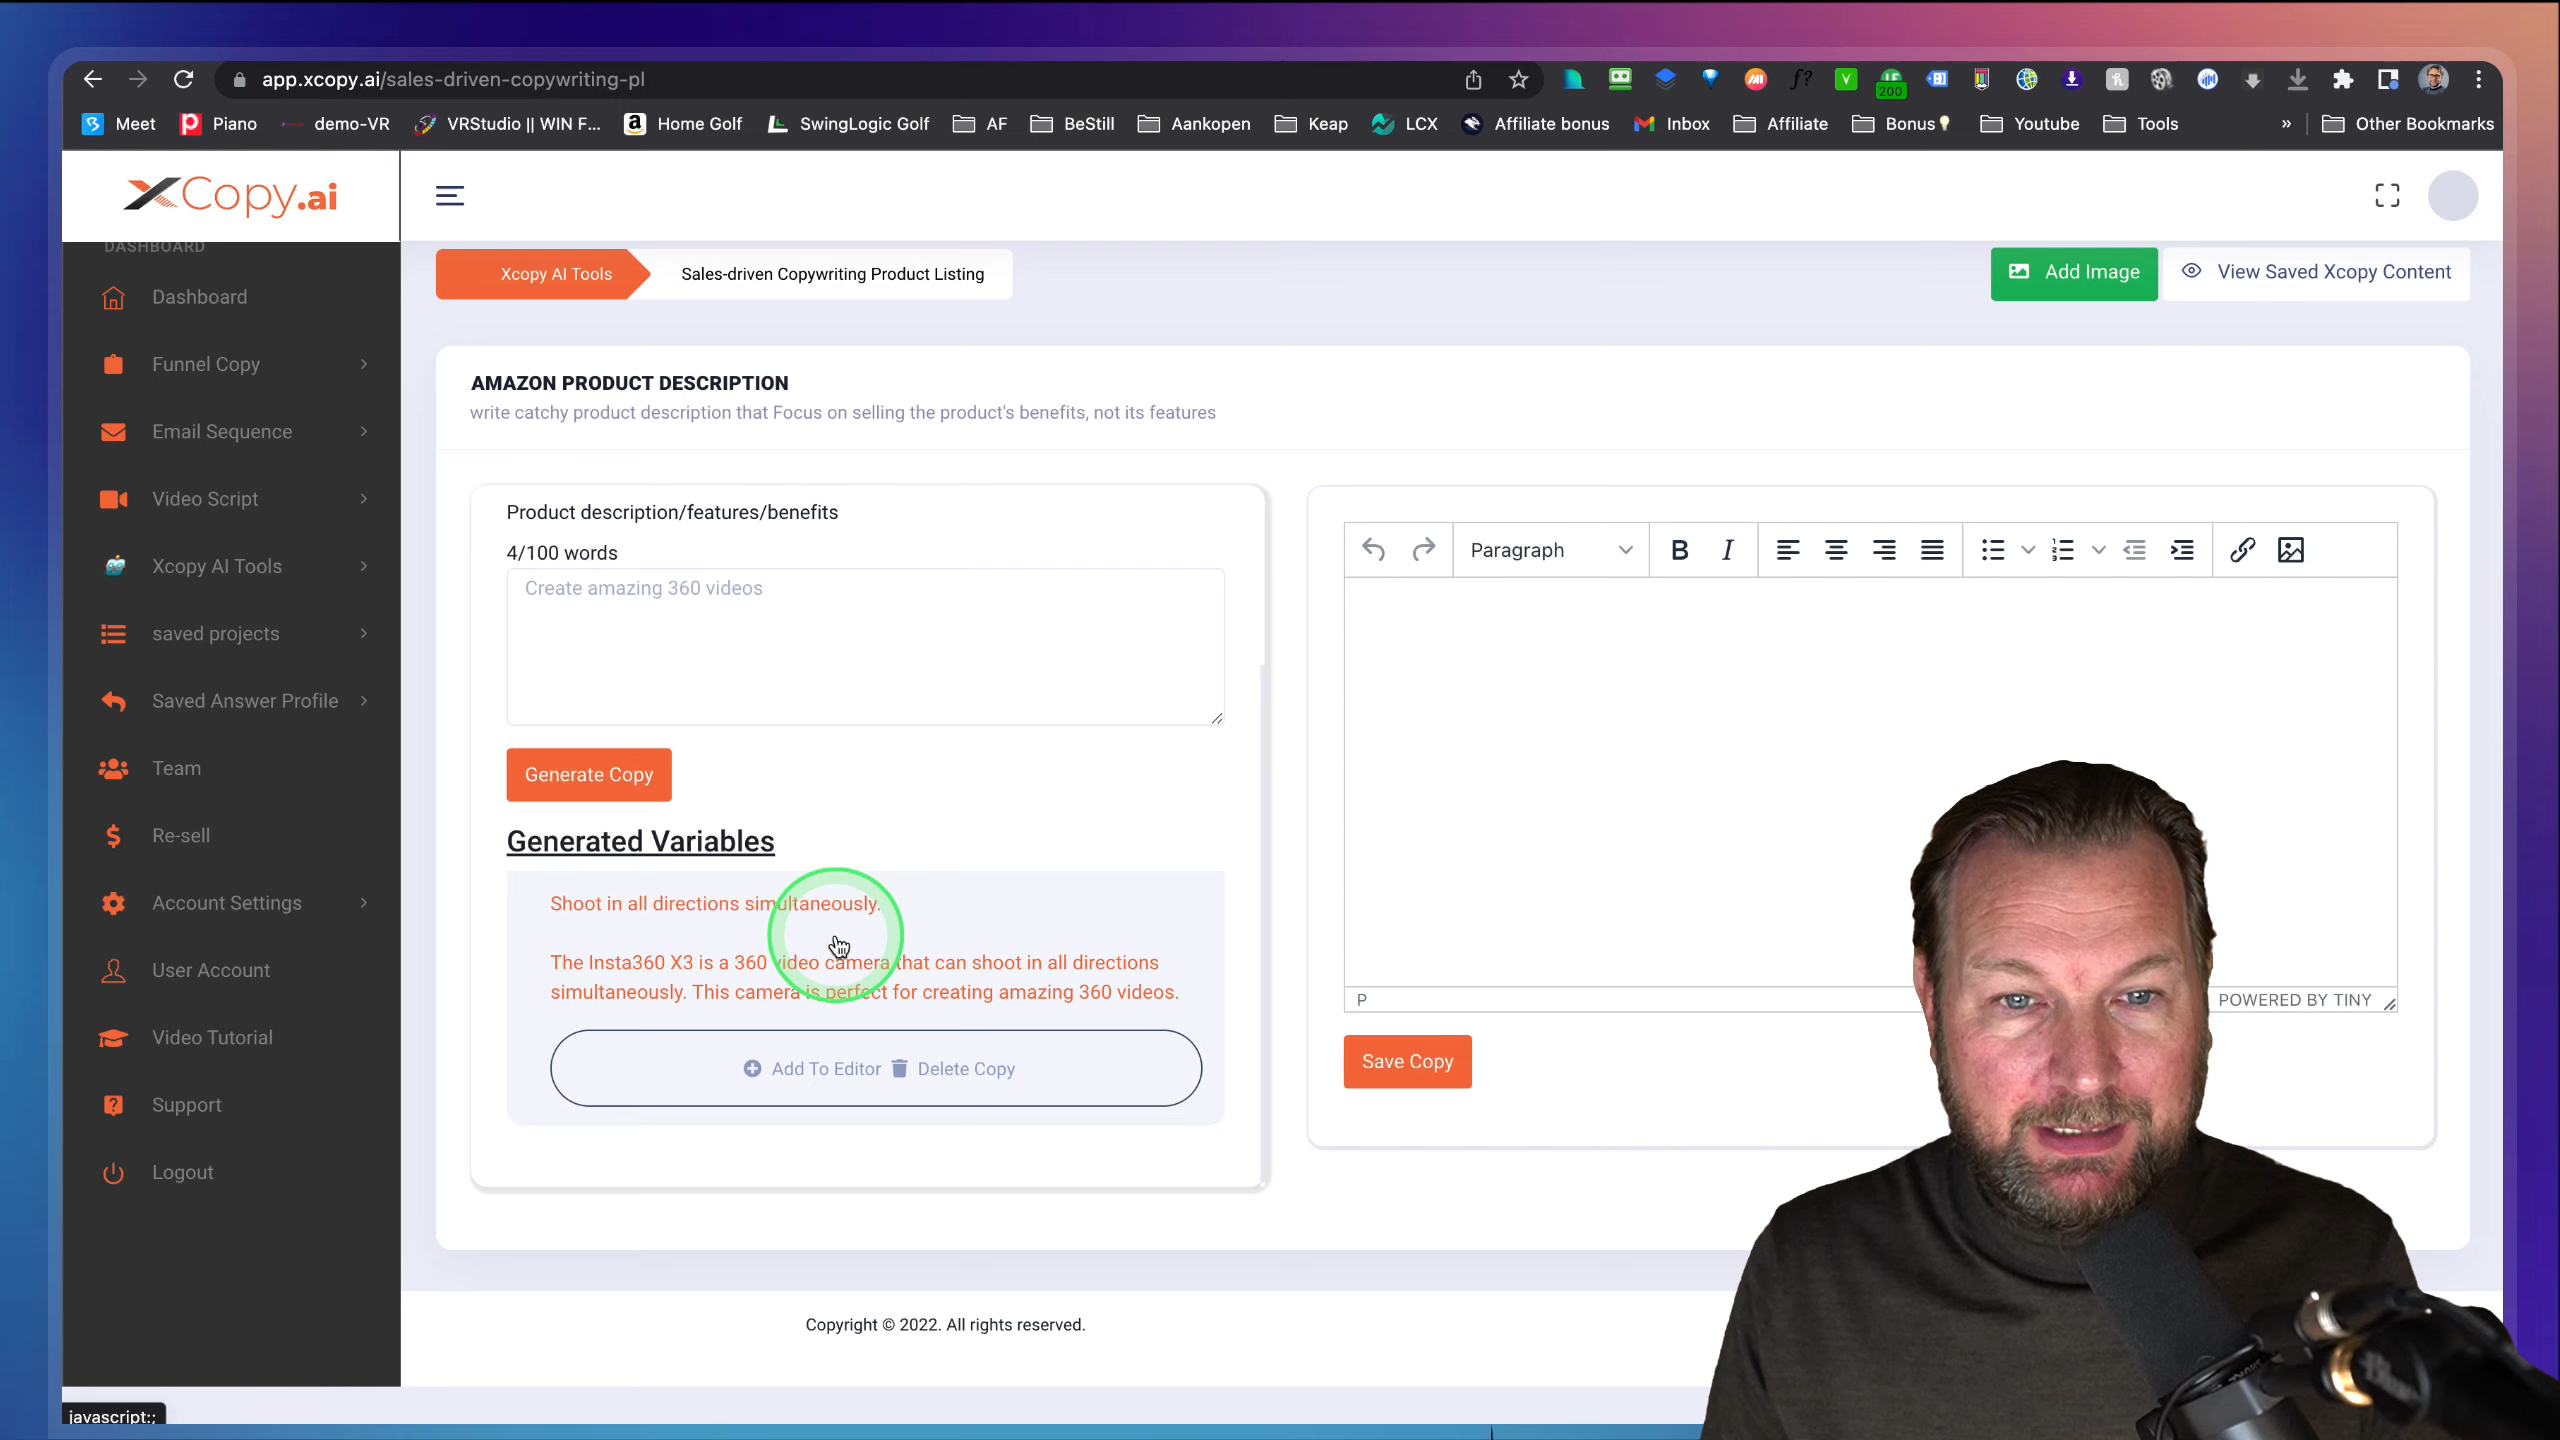 app.xcopy.ai/sales-driven-copywriting-pl
200
Meet
Piano
demo-VR
VRStudio || WIN F...
Home Golf
SwingLogic Golf
AF
BeStill
Aankopen
Keap
LCX
Affiliate bonus
Inbox
Affiliate
Bonus
Youtube
Tools
»
Other Bookmarks
XCopy.ai
DASHBOARD
Dashboard
Funnel Copy
Email Sequence
Video Script
Xcopy AI Tools
saved projects
Saved Answer Profile
Team
Re-sell
Account Settings
User Account
Video Tutorial
Support
Logout
Xcopy AI Tools
Sales-driven Copywriting Product Listing
Add Image
View Saved Xcopy Content
AMAZON PRODUCT DESCRIPTION
write catchy product description that Focus on selling the product's benefits, not its features
Product description/features/benefits
4/100 words
Create amazing 360 videos
Generate Copy
Generated Variables
Shoot in all directions simultaneously.
The Insta360 X3 is a 360 video camera that can shoot in all directions
simultaneously. This camera is perfect for creating amazing 360 videos.
Add To Editor
Delete Copy
Paragraph
B
I
P
POWERED BY TINY
Save Copy
Copyright © 2022. All rights reserved.
javascript:;